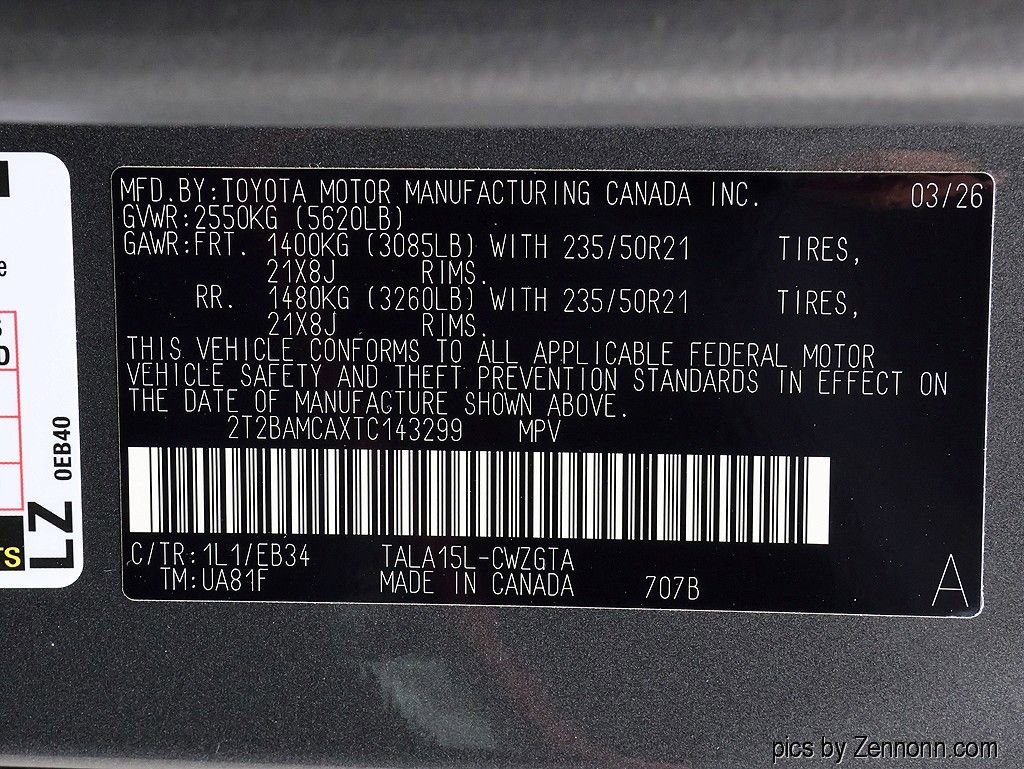 MFD.BY:TOYOTA MOTOR MANUFACTURING CANADA INC. 03/26
GVWR:2550KG (5620LB)
GAWR:FRT. 1400KG (3085LB) WITH 235/50R21 TIRES,
21X8J RIMS.
RR. 1480KG (3260LB) WITH 235/50R21 TIRES,
21X8J RIMS.
THIS VEHICLE CONFORMS TO ALL APPLICABLE FEDERAL MOTOR
VEHICLE SAFETY AND THEFT PREVENTION STANDARDS IN EFFECT ON
THE DATE OF MANUFACTURE SHOWN ABOVE.
2T2BAMCAXTC143299 MPV
C/TR:1L1/EB34 TALA15L-CWZGTA
TM:UA81F MADE IN CANADA 707B
A
LZ 0EB40
TS
pics by Zennonn.com